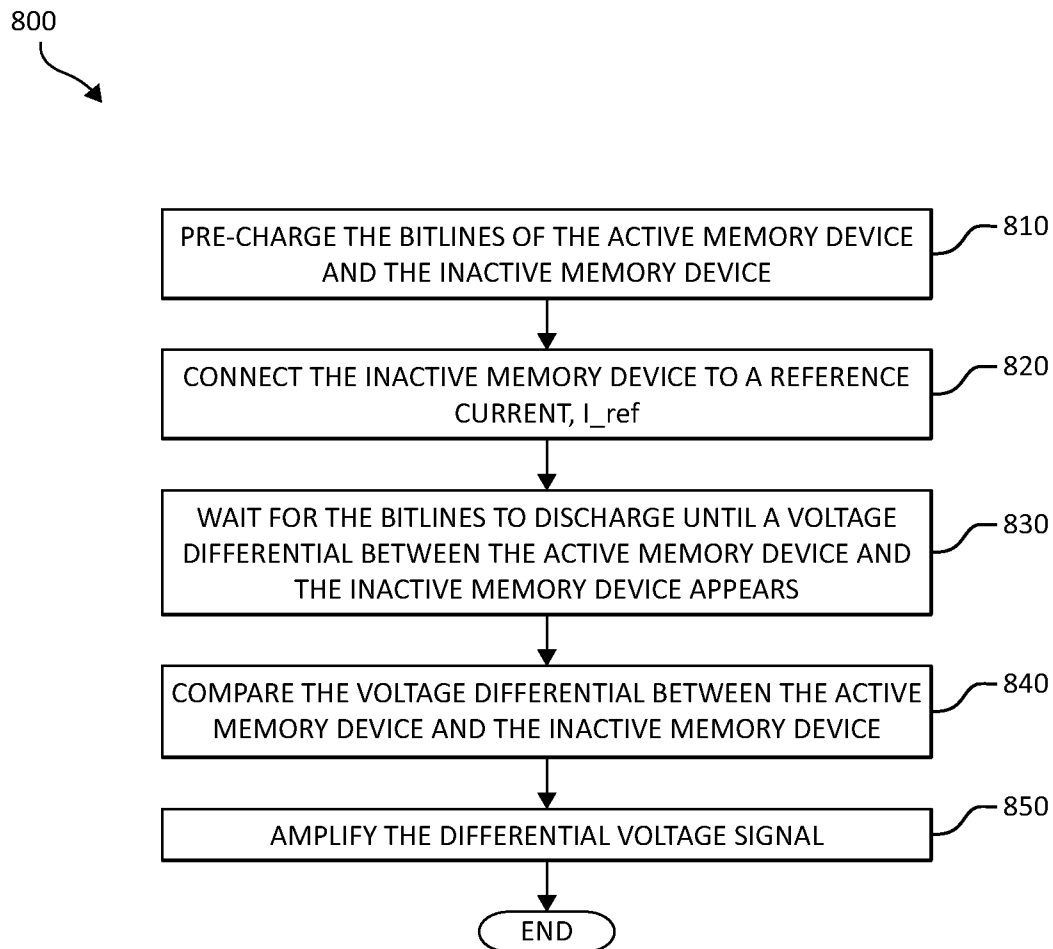 800
PRE-CHARGE THE BITLINES OF THE ACTIVE MEMORY DEVICE
AND THE INACTIVE MEMORY DEVICE
810
CONNECT THE INACTIVE MEMORY DEVICE TO A REFERENCE
CURRENT, I_ref
820
WAIT FOR THE BITLINES TO DISCHARGE UNTIL A VOLTAGE
DIFFERENTIAL BETWEEN THE ACTIVE MEMORY DEVICE AND
THE INACTIVE MEMORY DEVICE APPEARS
830
COMPARE THE VOLTAGE DIFFERENTIAL BETWEEN THE ACTIVE
MEMORY DEVICE AND THE INACTIVE MEMORY DEVICE
840
AMPLIFY THE DIFFERENTIAL VOLTAGE SIGNAL
850
END